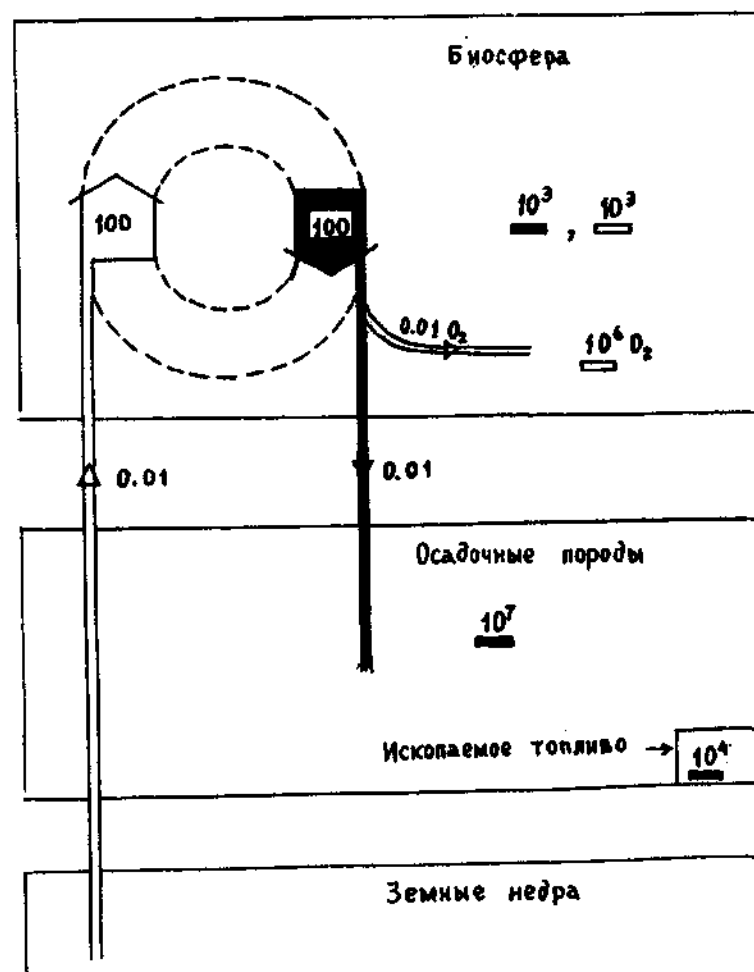 Биосфера
100
100
10³ , 10³
0.01 O₂
10⁶ O₂
0.01
0.01
Осадочные породы
10⁷
Ископаемое топливо →
10⁴
Земные недра